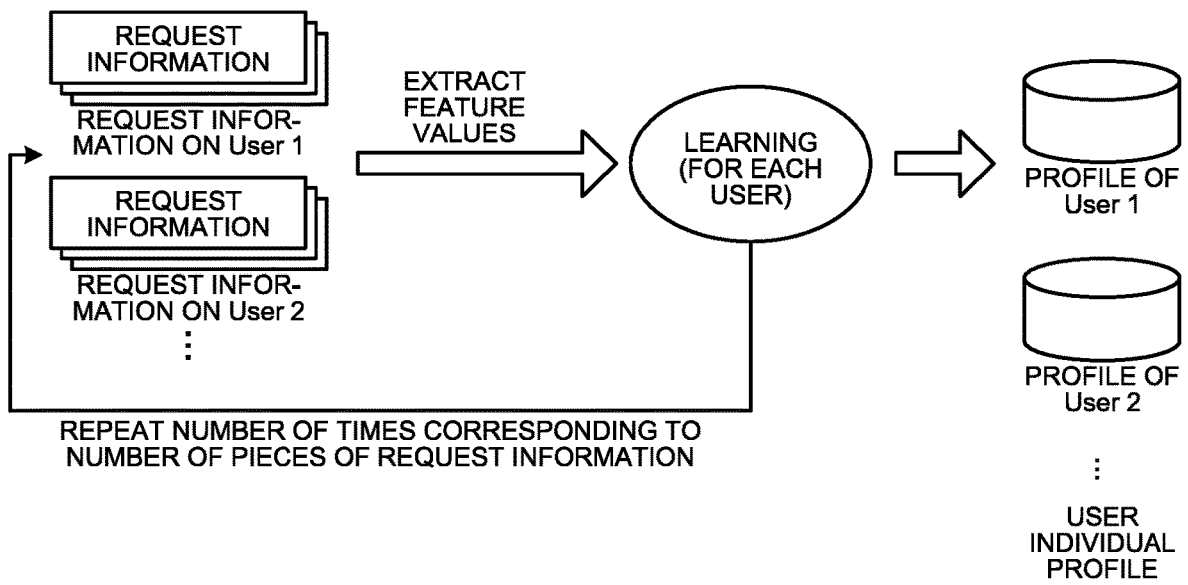 REQUEST
INFORMATION
REQUEST INFOR-
MATION ON User 1
REQUEST
INFORMATION
REQUEST INFOR-
MATION ON User 2
⋮
EXTRACT
FEATURE
VALUES
LEARNING
(FOR EACH
USER)
REPEAT NUMBER OF TIMES CORRESPONDING TO
NUMBER OF PIECES OF REQUEST INFORMATION
PROFILE OF
User 1
PROFILE OF
User 2
⋮
USER
INDIVIDUAL
PROFILE